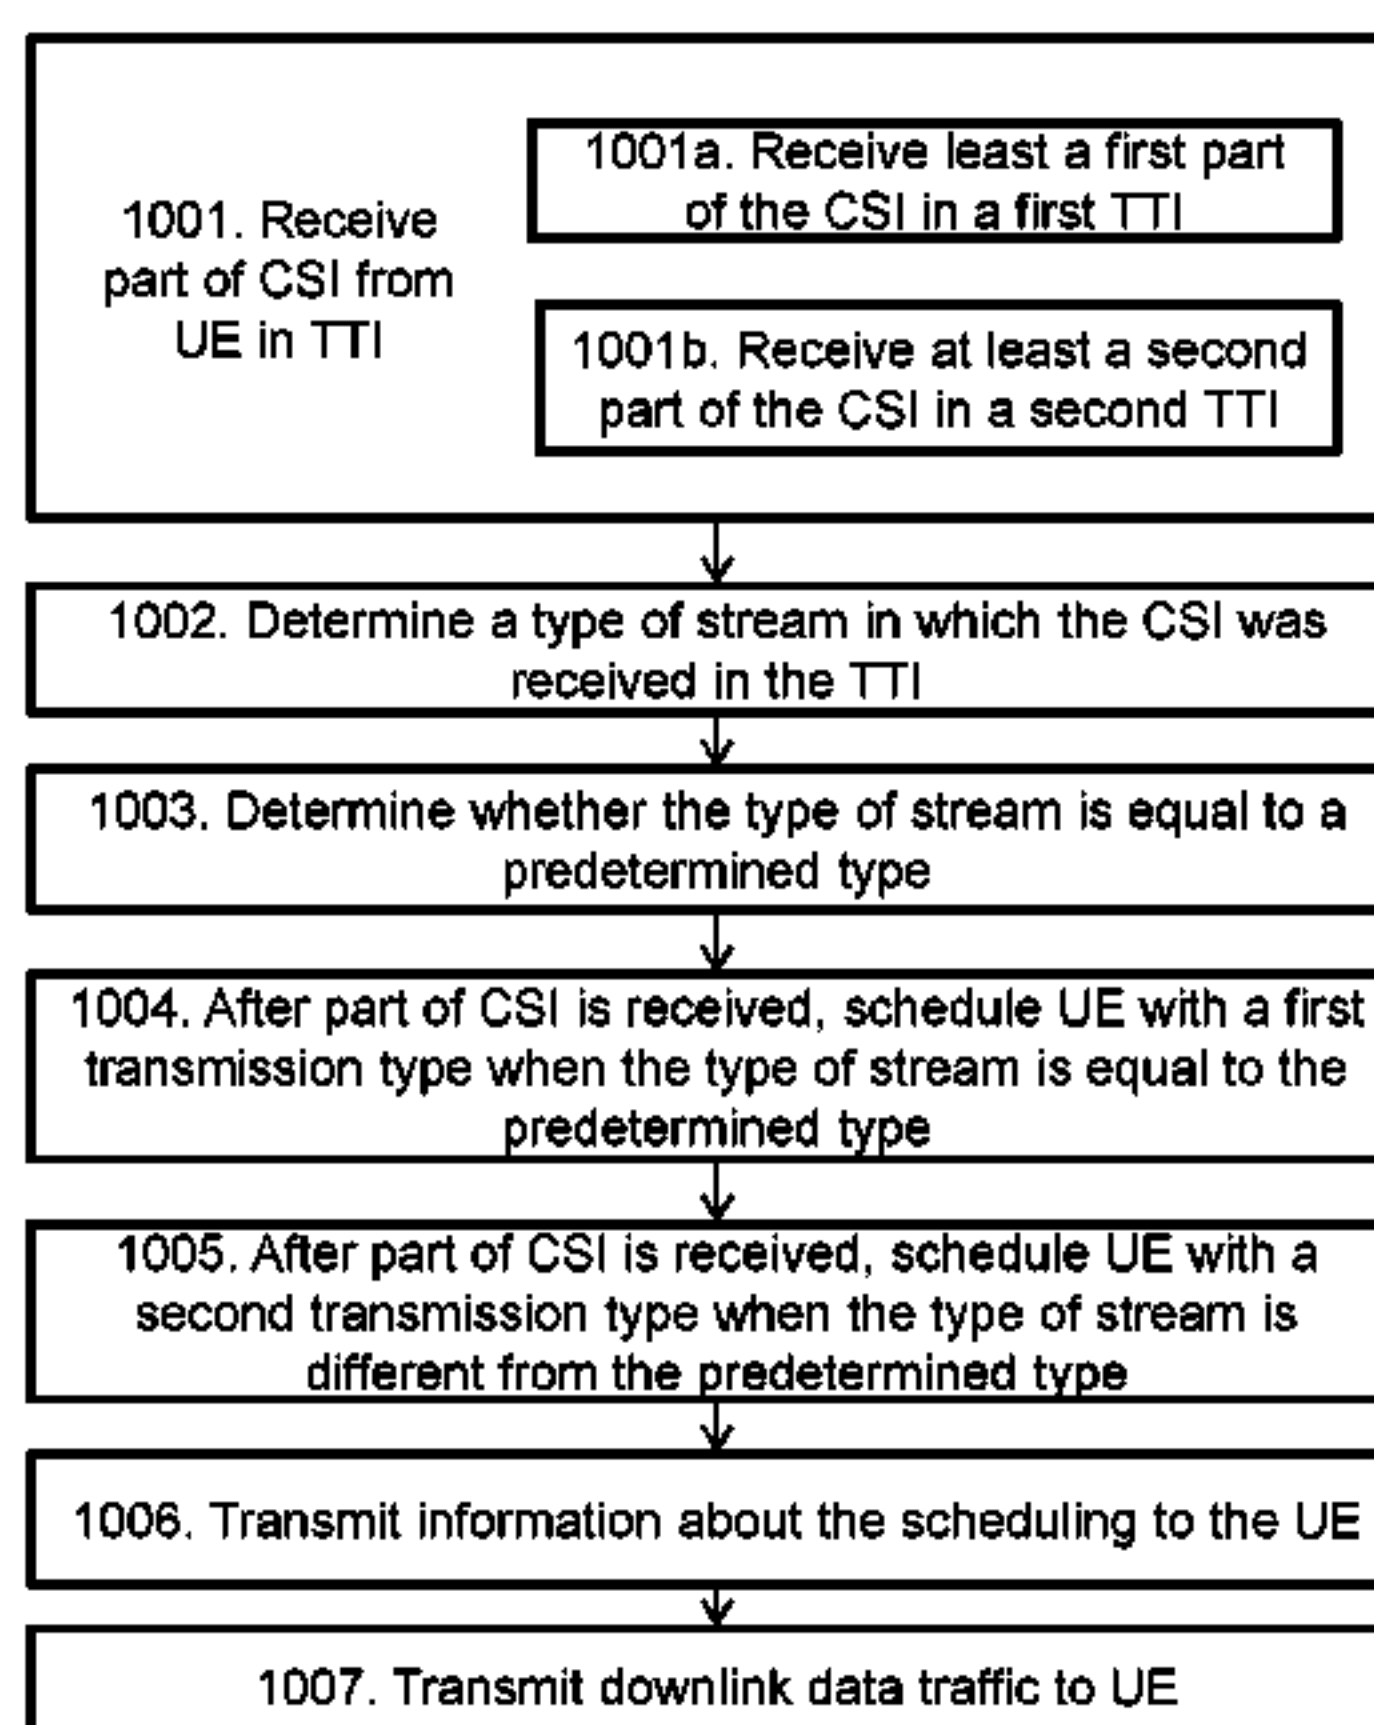 1001. Receive
part of CSI from
UE in TTI
1001a. Receive least a first part
of the CSI in a first TTI
1001b. Receive at least a second
part of the CSI in a second TTI
1002. Determine a type of stream in which the CSI was
received in the TTI
1003. Determine whether the type of stream is equal to a
predetermined type
1004. After part of CSI is received, schedule UE with a first
transmission type when the type of stream is equal to the
predetermined type
1005. After part of CSI is received, schedule UE with a
second transmission type when the type of stream is
different from the predetermined type
1006. Transmit information about the scheduling to the UE
1007. Transmit downlink data traffic to UE